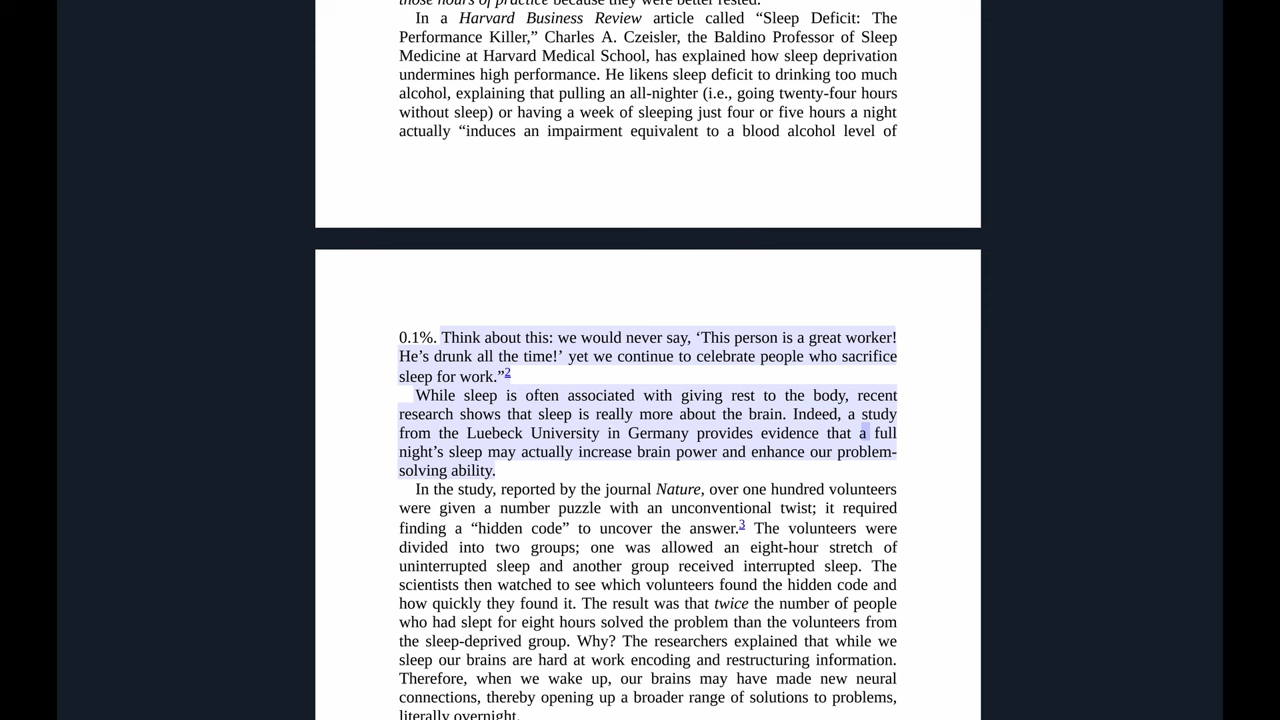 those hours of practice because they were better rested.
In a Harvard Business Review article called “Sleep Deficit: The
Performance Killer,” Charles A. Czeisler, the Baldino Professor of Sleep
Medicine at Harvard Medical School, has explained how sleep deprivation
undermines high performance. He likens sleep deficit to drinking too much
alcohol, explaining that pulling an all-nighter (i.e., going twenty-four hours
without sleep) or having a week of sleeping just four or five hours a night
actually “induces an impairment equivalent to a blood alcohol level of
0.1%. Think about this: we would never say, ‘This person is a great worker!
He’s drunk all the time!’ yet we continue to celebrate people who sacrifice
sleep for work.”2
While sleep is often associated with giving rest to the body, recent
research shows that sleep is really more about the brain. Indeed, a study
from the Luebeck University in Germany provides evidence that a full
night’s sleep may actually increase brain power and enhance our problem-
solving ability.
In the study, reported by the journal Nature, over one hundred volunteers
were given a number puzzle with an unconventional twist; it required
finding a “hidden code” to uncover the answer.3 The volunteers were
divided into two groups; one was allowed an eight-hour stretch of
uninterrupted sleep and another group received interrupted sleep. The
scientists then watched to see which volunteers found the hidden code and
how quickly they found it. The result was that twice the number of people
who had slept for eight hours solved the problem than the volunteers from
the sleep-deprived group. Why? The researchers explained that while we
sleep our brains are hard at work encoding and restructuring information.
Therefore, when we wake up, our brains may have made new neural
connections, thereby opening up a broader range of solutions to problems,
literally overnight.